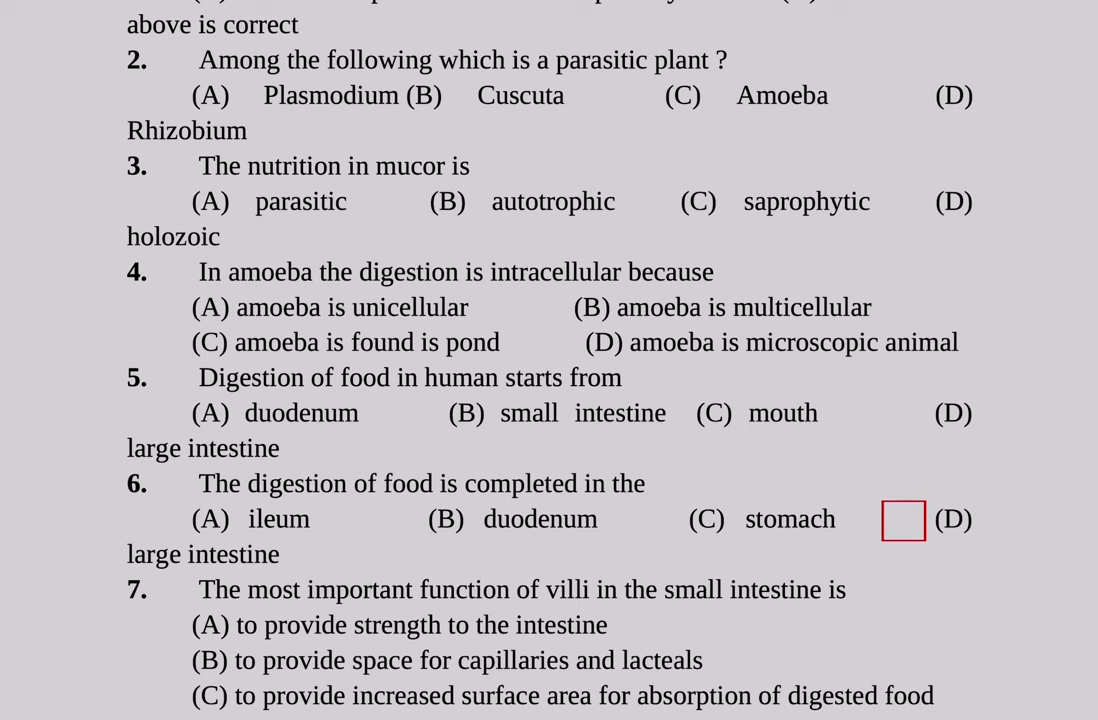 above is correct
2. Among the following which is a parasitic plant ?
(A) Plasmodium (B) Cuscuta (C) Amoeba (D)
Rhizobium
3. The nutrition in mucor is
(A) parasitic (B) autotrophic (C) saprophytic (D)
holozoic
4. In amoeba the digestion is intracellular because
(A) amoeba is unicellular (B) amoeba is multicellular
(C) amoeba is found is pond (D) amoeba is microscopic animal
5. Digestion of food in human starts from
(A) duodenum (B) small intestine (C) mouth (D)
large intestine
6. The digestion of food is completed in the
(A) ileum (B) duodenum (C) stomach (D)
large intestine
7. The most important function of villi in the small intestine is
(A) to provide strength to the intestine
(B) to provide space for capillaries and lacteals
(C) to provide increased surface area for absorption of digested food